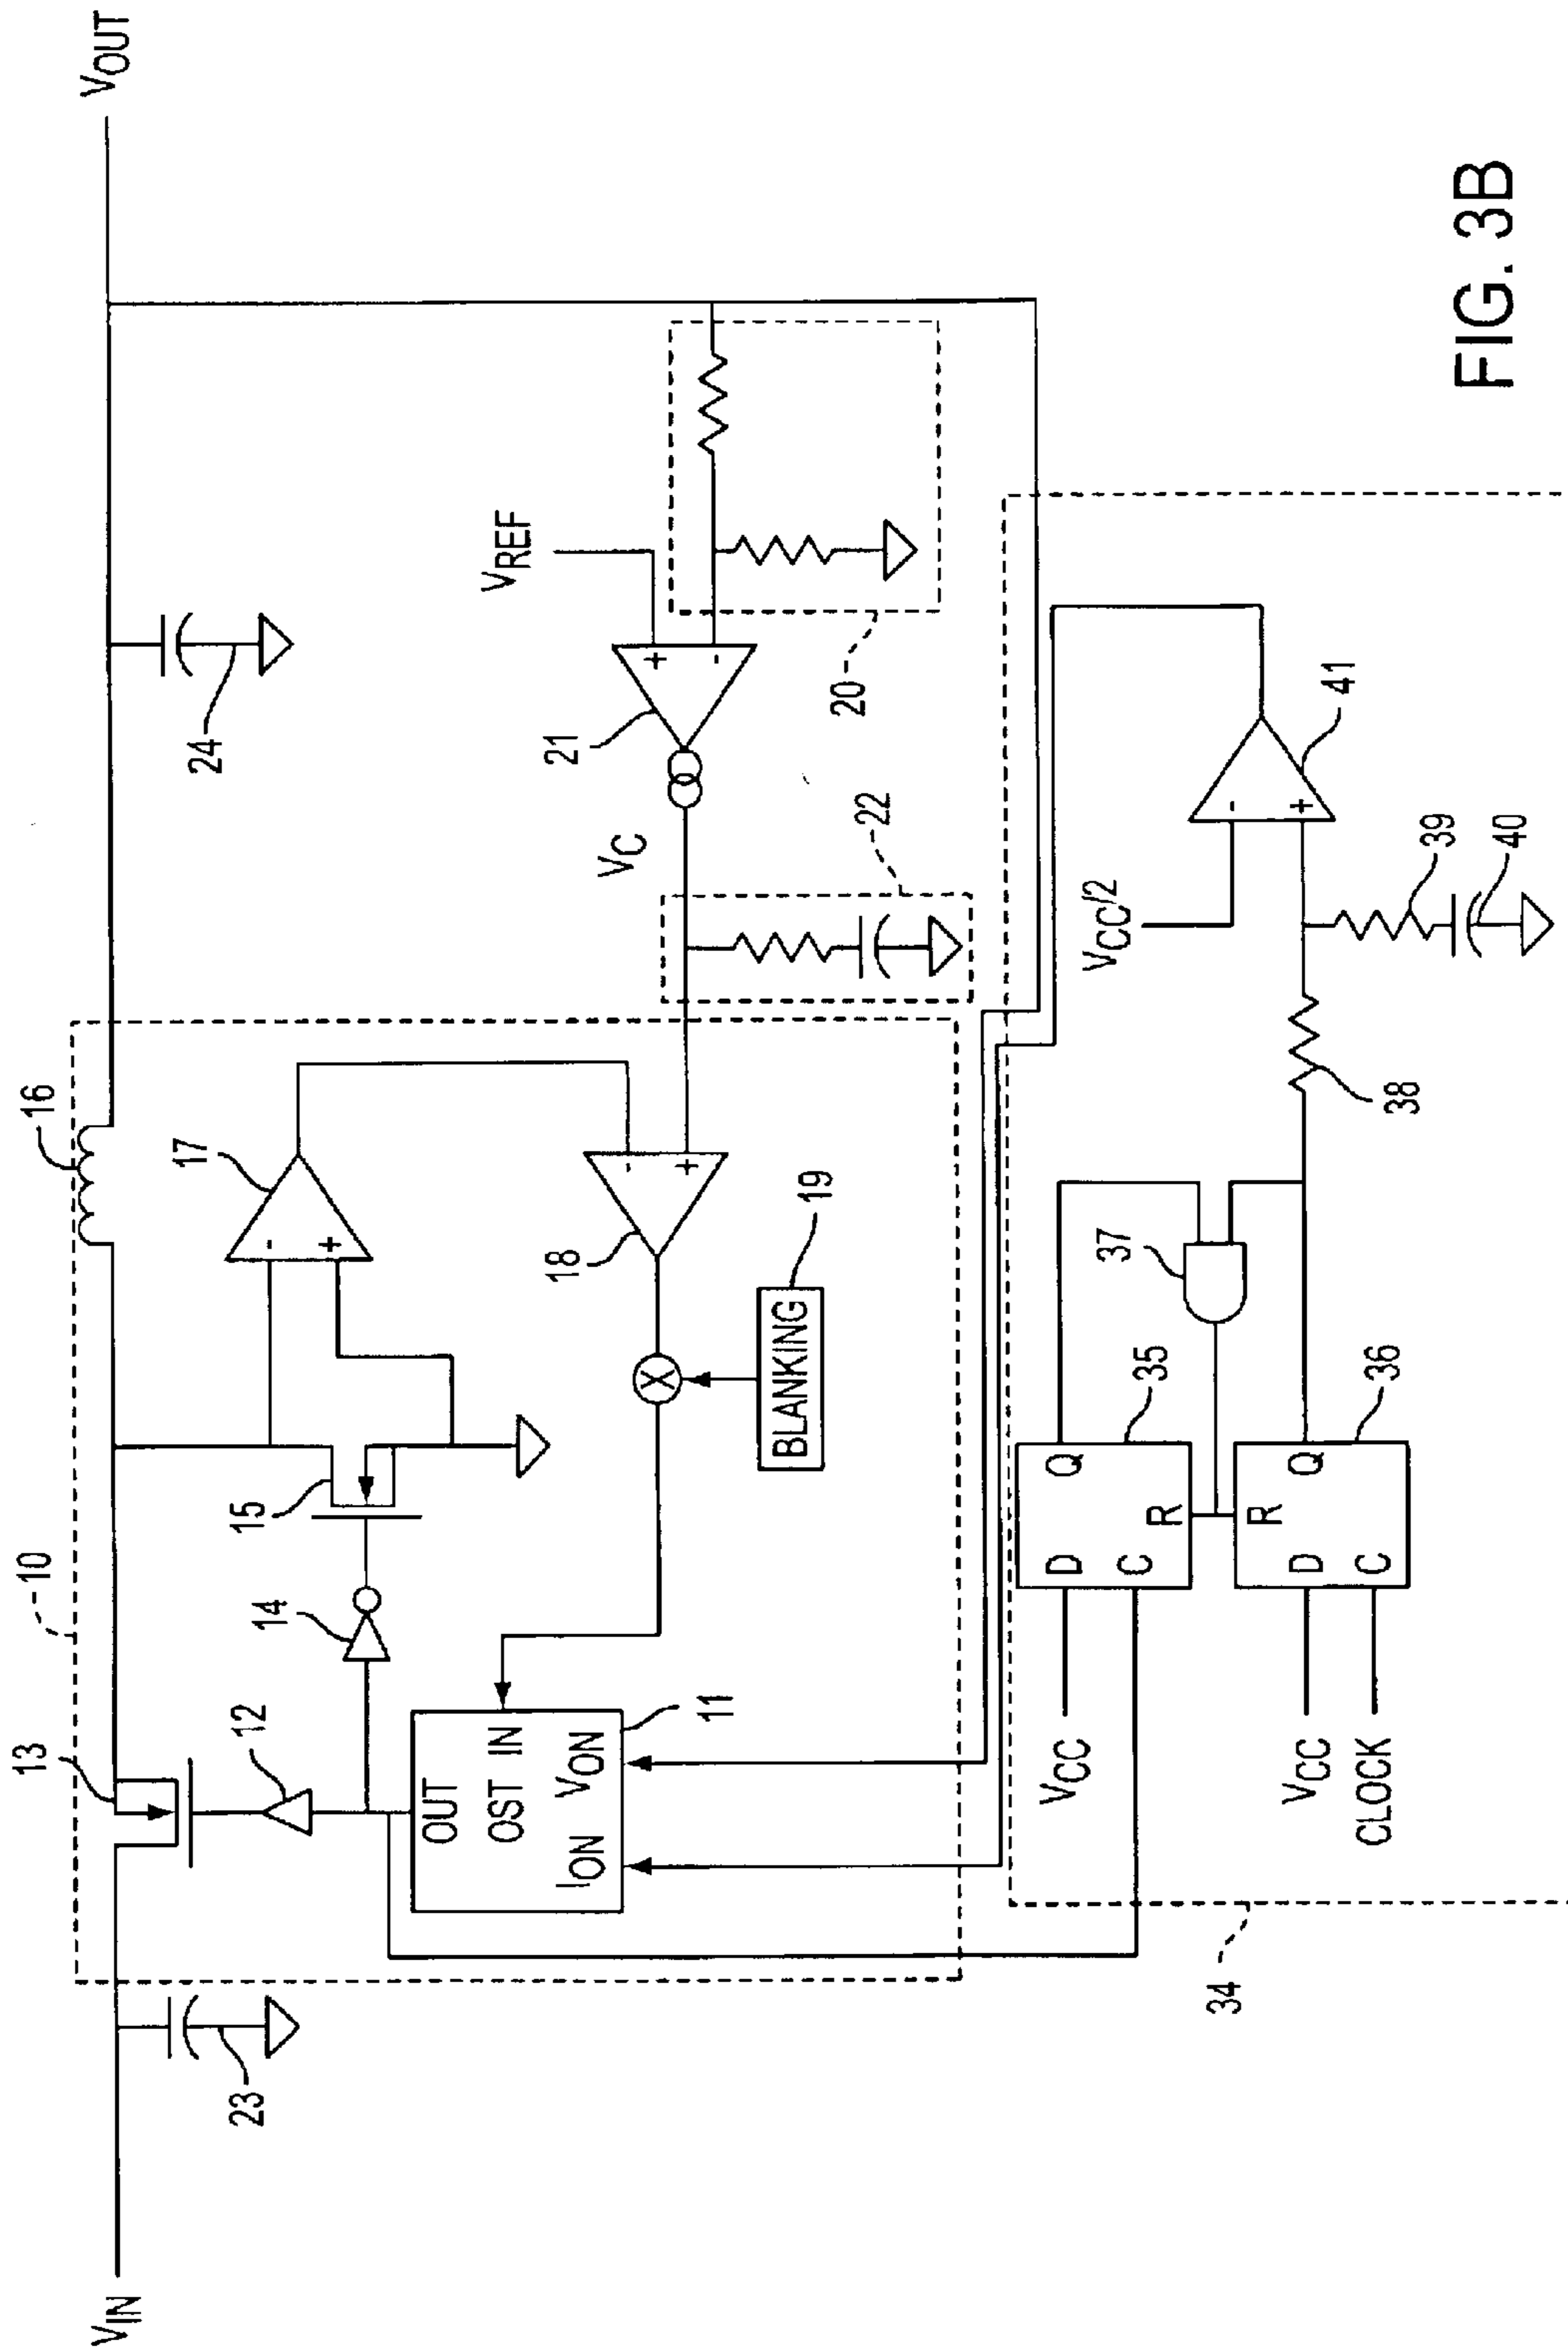 VIN
VOUT
10
13
16
23
24
12
14
15
17
OUT
OST
IN
ION
VON
11
18
BLANKING
19
VC
21
VREF
22
20
34
VCC
D
Q
C
R
35
37
VCC
CLOCK
R
D
Q
C
36
38
VCC/2
39
40
41
-
+
-
+
+
-
-
+
X
FIG. 3B